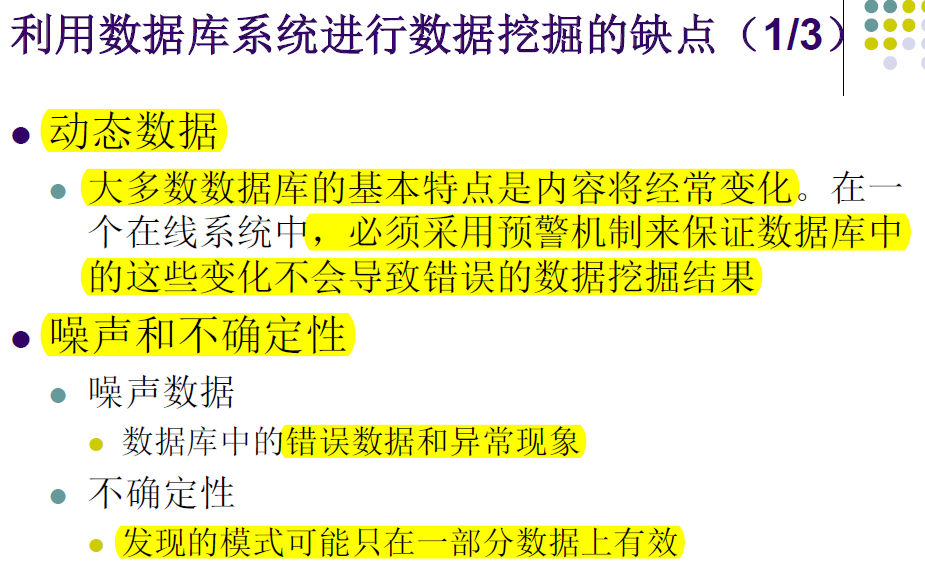 利用数据库系统进行数据挖掘的缺点（1/3）
动态数据
大多数数据库的基本特点是内容将经常变化。在一
个在线系统中，必须采用预警机制来保证数据库中
的这些变化不会导致错误的数据挖掘结果
噪声和不确定性
噪声数据
数据库中的错误数据和异常现象
不确定性
发现的模式可能只在一部分数据上有效